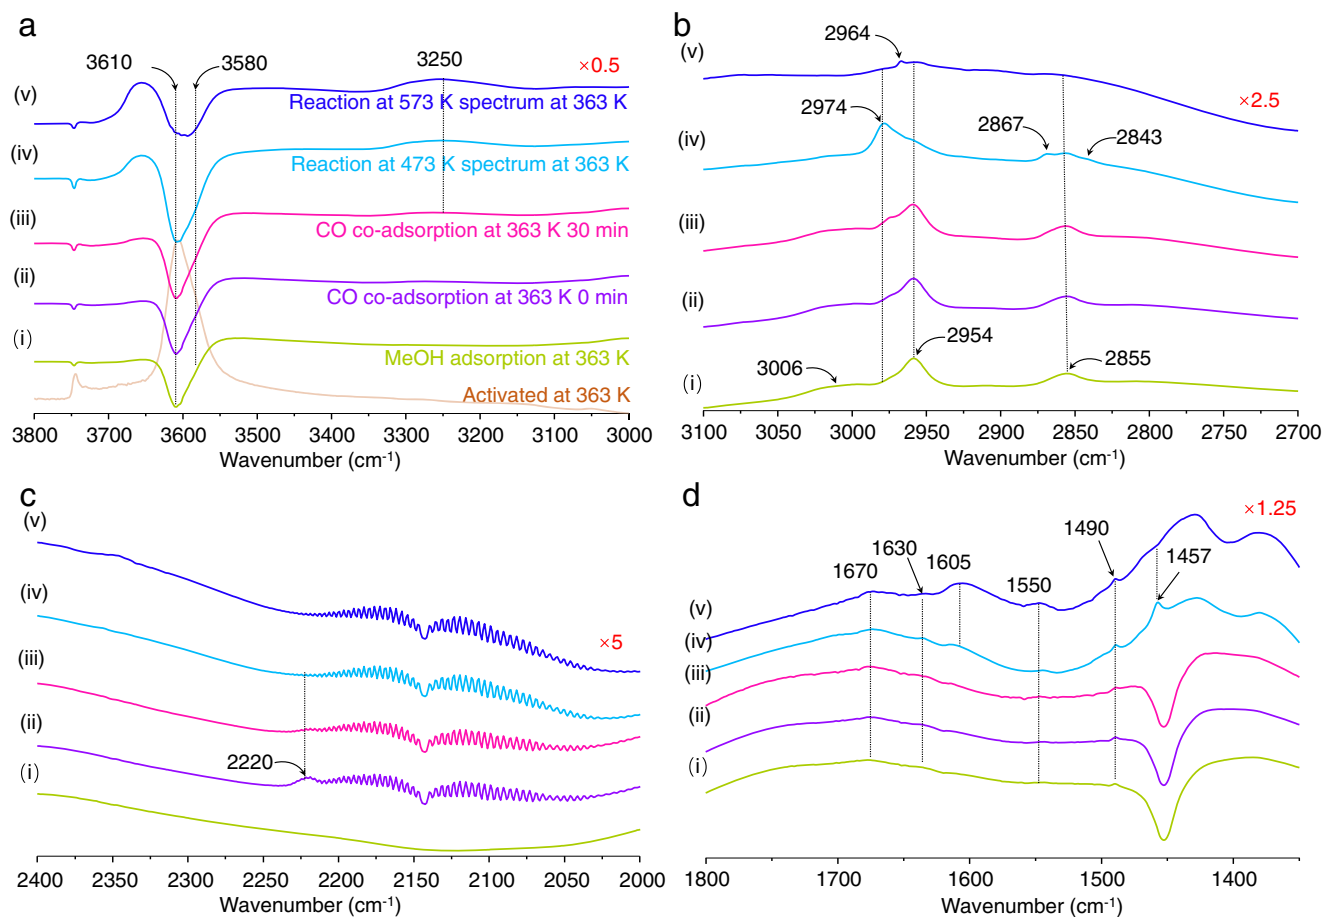 a
3610
3580
3250
×0.5
(v)
Reaction at 573 K spectrum at 363 K
(iv)
Reaction at 473 K spectrum at 363 K
(iii)
CO co-adsorption at 363 K 30 min
(ii)
CO co-adsorption at 363 K 0 min
(i)
MeOH adsorption at 363 K
Activated at 363 K
3800 3700 3600 3500 3400 3300 3200 3100 3000
Wavenumber (cm-1)
b
(v)
2964
×2.5
2974
2867
2843
(iv)
(iii)
(ii)
2954
3006
2855
(i)
3100 3050 3000 2950 2900 2850 2800 2750 2700
Wavenumber (cm-1)
c
(v)
(iv)
×5
(iii)
(ii)
2220
(i)
2400 2350 2300 2250 2200 2150 2100 2050 2000
Wavenumber (cm-1)
d
×1.25
1670
1630
1605
1550
1490
1457
(v)
(iv)
(iii)
(ii)
(i)
1800 1700 1600 1500 1400
Wavenumber (cm-1)